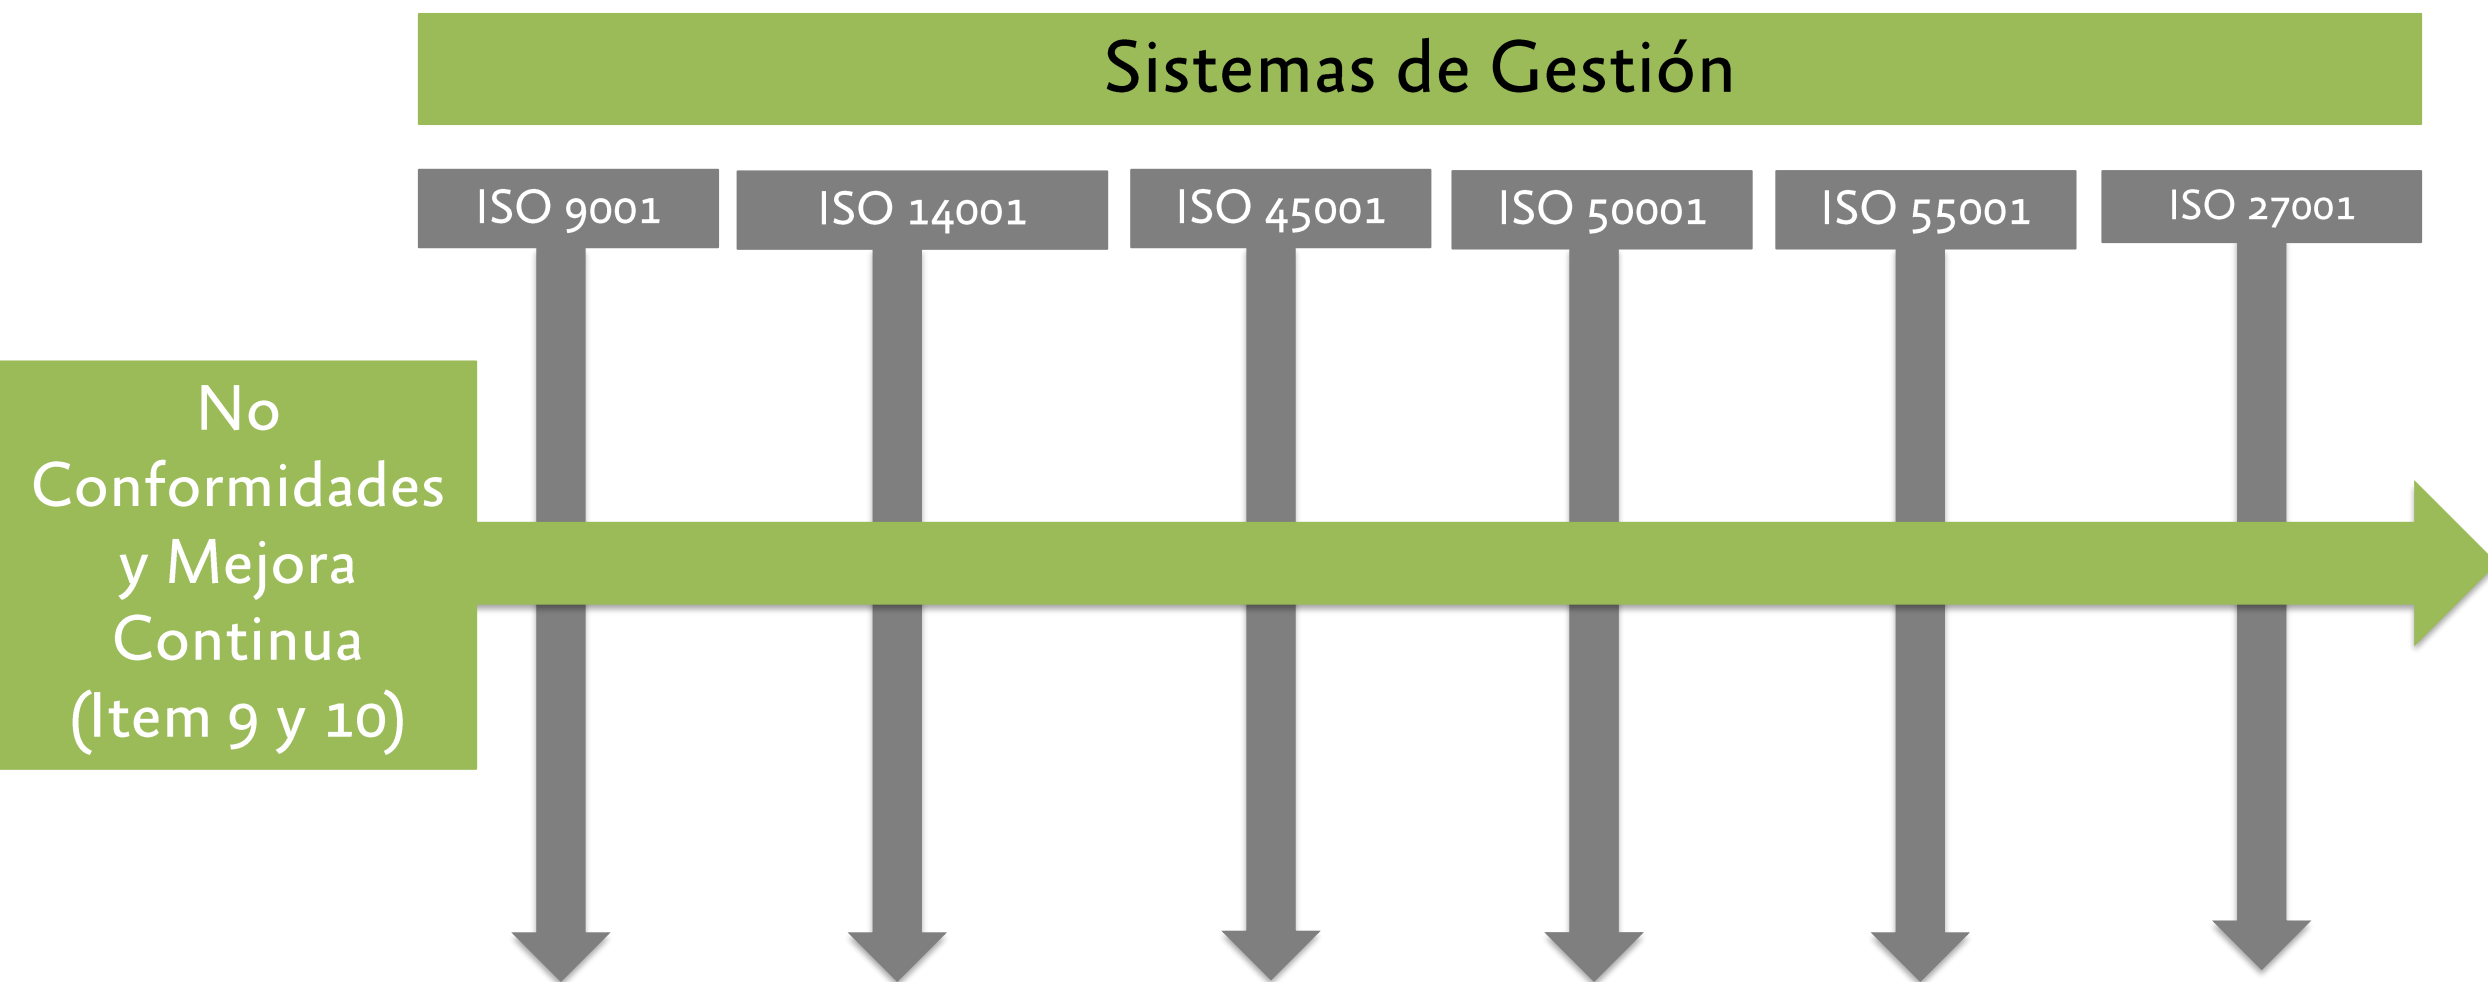 Sistemas de Gestión
ISO 9001
ISO 14001
ISO 45001
ISO 50001
ISO 55001
ISO 27001
No
Conformidades
y Mejora
Continua
(Item 9 y 10)